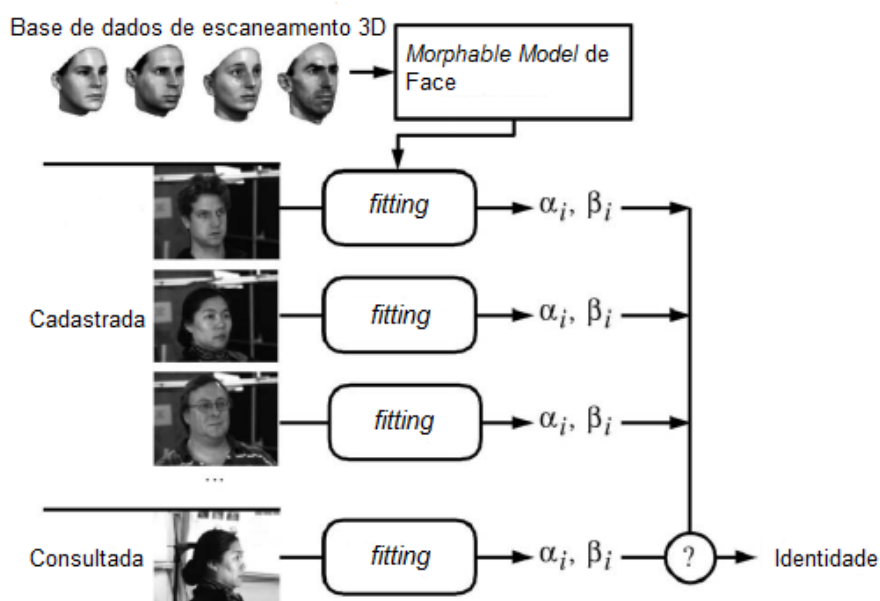 Base de dados de escaneamento 3D
Morphable Model de
Face
fitting
αi, βi
Cadastrada
fitting
αi, βi
fitting
αi, βi
...
Consultada
fitting
αi, βi
?
Identidade